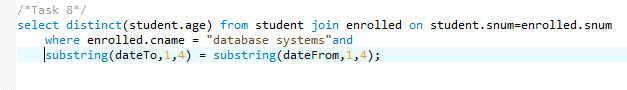 /*Task 8*/
select distinct(student.age) from student join enrolled on student.snum=enrolled.snum
where enrolled.cname = "database systems"and
substring(dateTo,1,4) = substring(dateFrom,1,4);